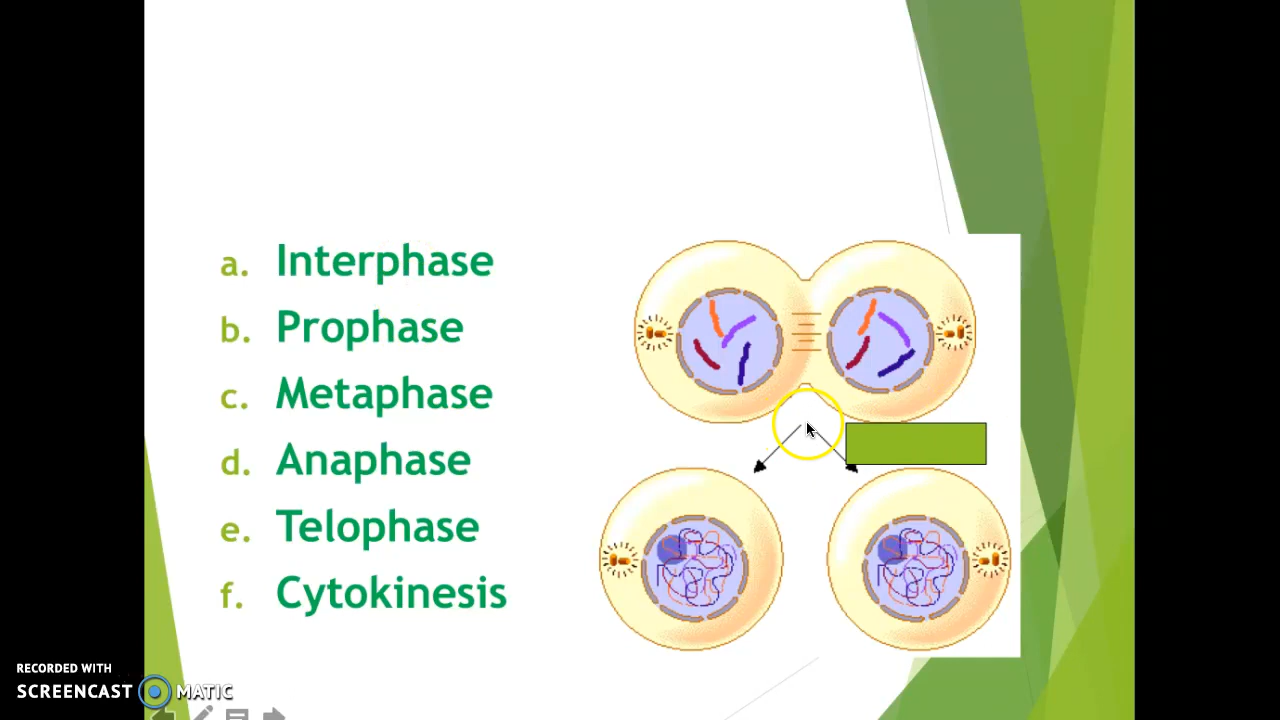 a. Interphase
b. Prophase
c. Metaphase
d. Anaphase
e. Telophase
f. Cytokinesis
RECORDED WITH
SCREENCAST MATIC